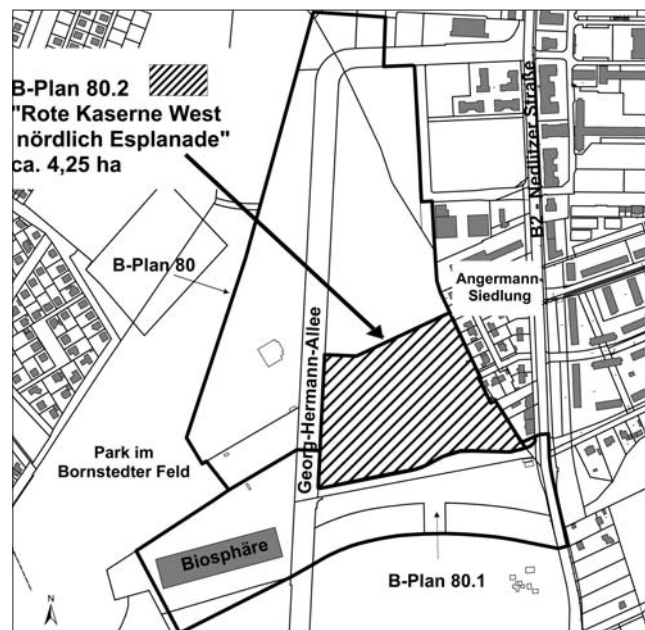 B-Plan 80.2
"Rote Kaserne West
nördlich Esplanade"
ca. 4,25 ha
B2 - Nedlitzer Straße
B-Plan 80
Angermann-
Siedlung
Georg-Hermann-Allee
Park im
Bornstedter Feld
Biosphäre
B-Plan 80.1
N